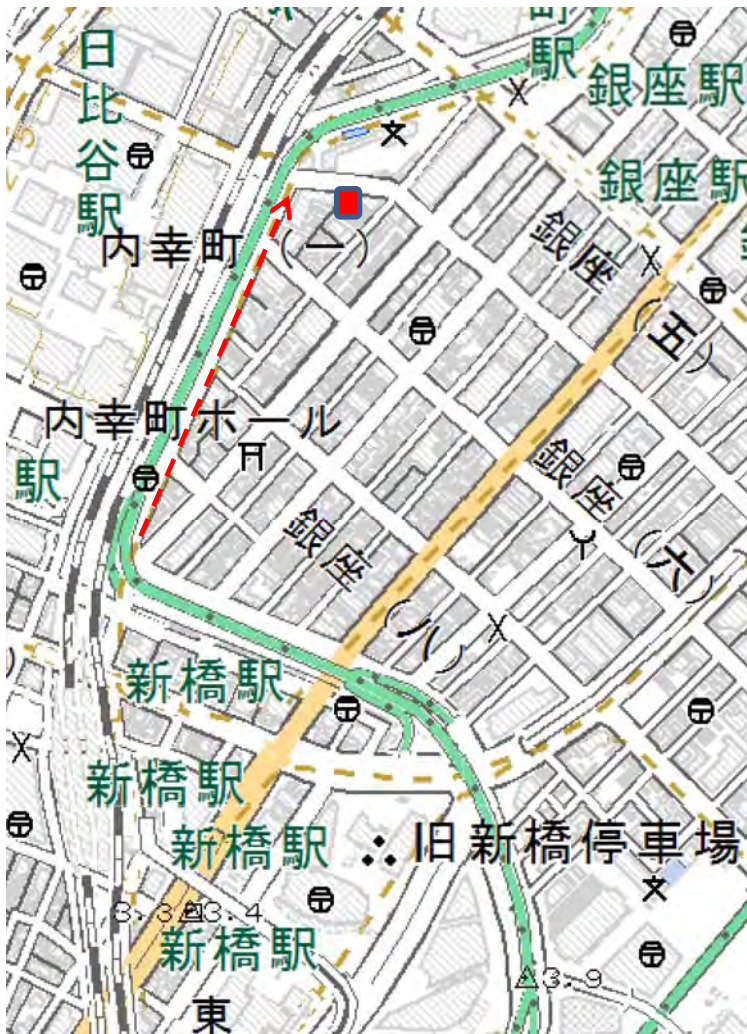 町駅
日比谷駅
銀座駅
銀座駅
内幸町(一)
銀座(五)
内幸町ホール
駅
銀座(六)
銀座(八)
新橋駅
新橋駅
新橋駅
旧新橋停車場
3.3
3.4
新橋駅
3.9
東